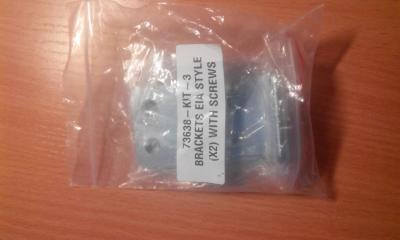 73638-KIT-3
BRACKETS EIA STYLE
(X2) WITH SCREWS